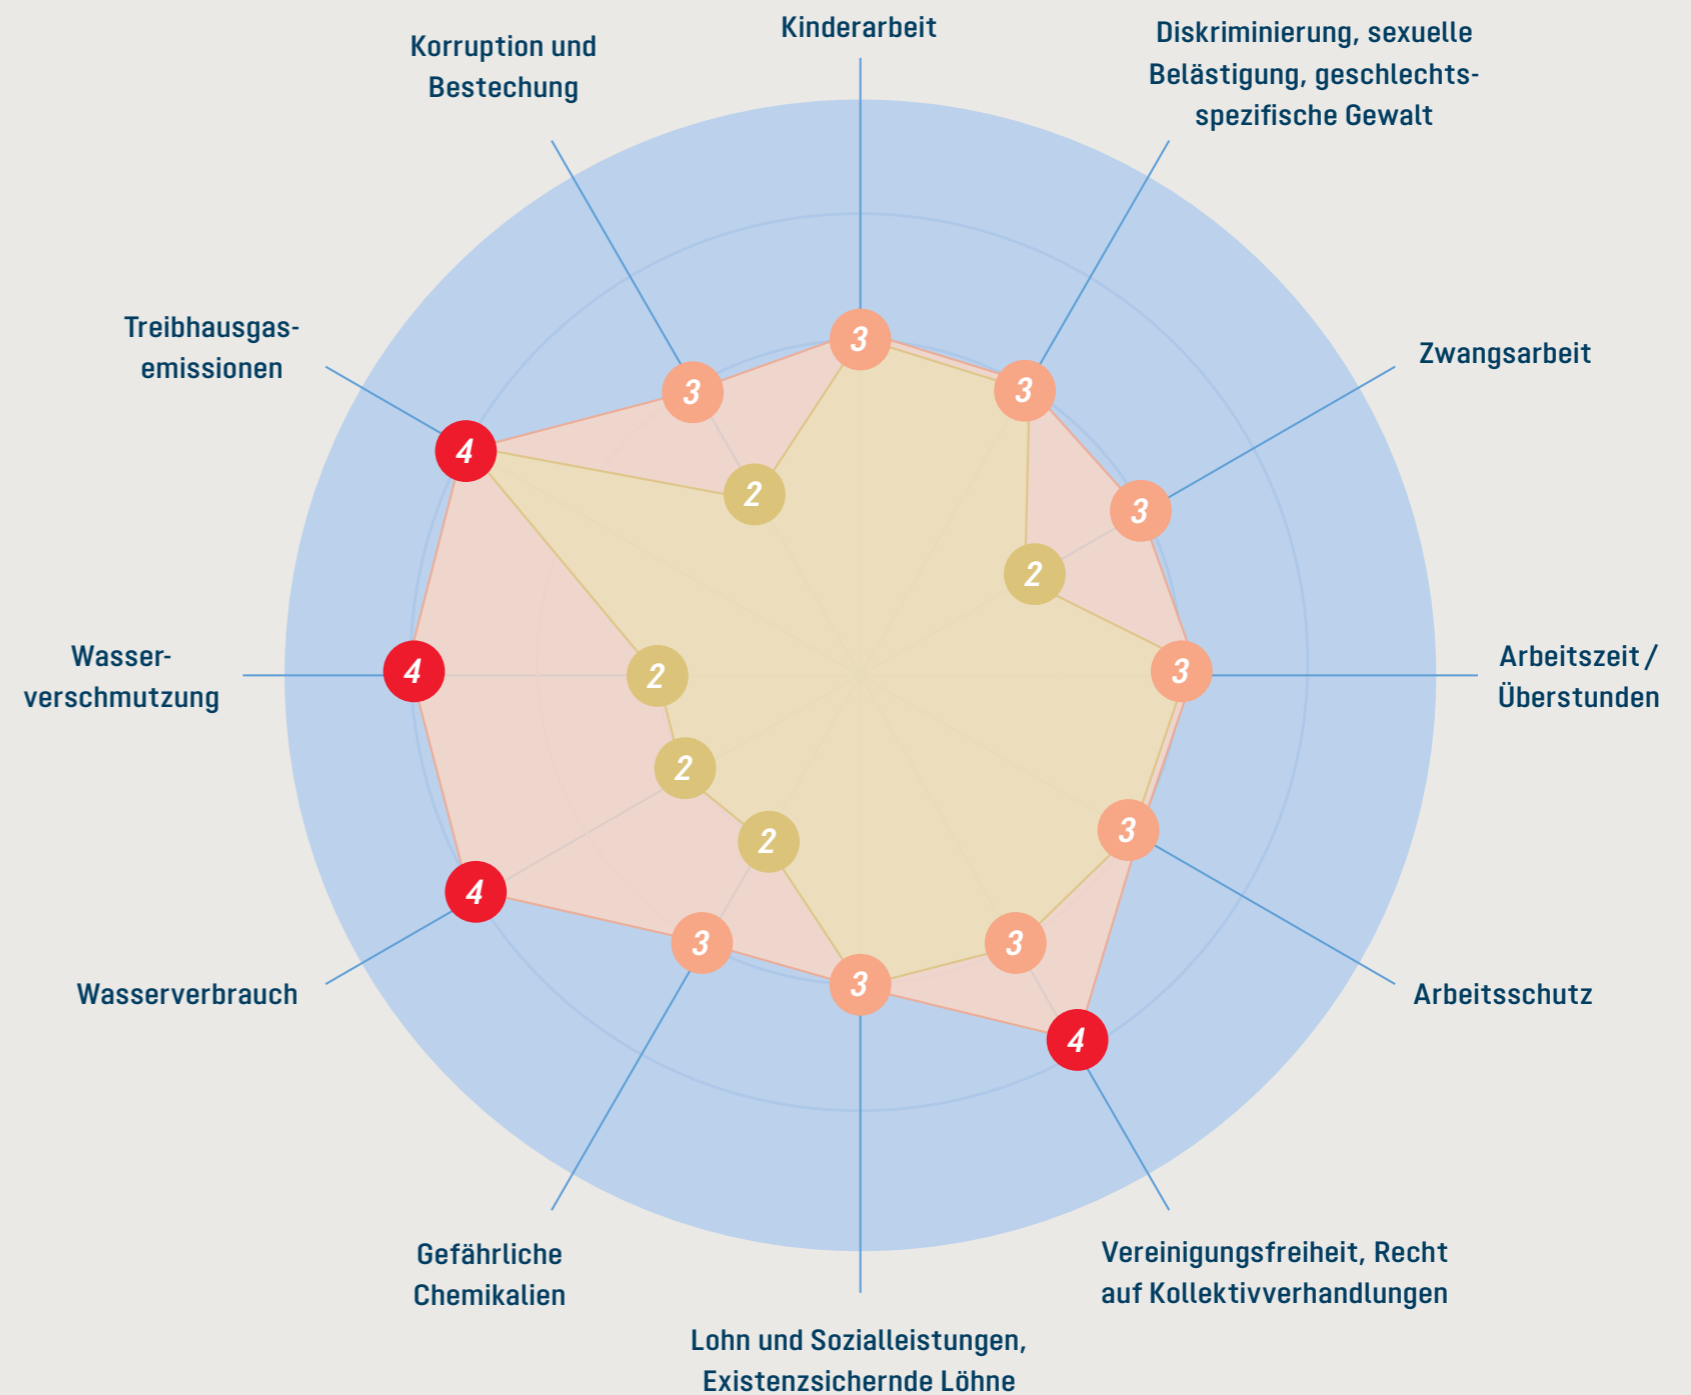 Kinderarbeit
Diskriminierung, sexuelle
Belästigung, geschlechts-
spezifische Gewalt
Korruption und
Bestechung
Treibhausgas-
emissionen
Zwangsarbeit
3
3
3
4
2
3
2
Wasser-
verschmutzung
4
2
3
Arbeitszeit /
Überstunden
2
3
4
2
3
3
3
4
Wasserverbrauch
Arbeitsschutz
Gefährliche
Chemikalien
Vereinigungsfreiheit, Recht
auf Kollektivverhandlungen
Lohn und Sozialleistungen,
Existenzsichernde Löhne